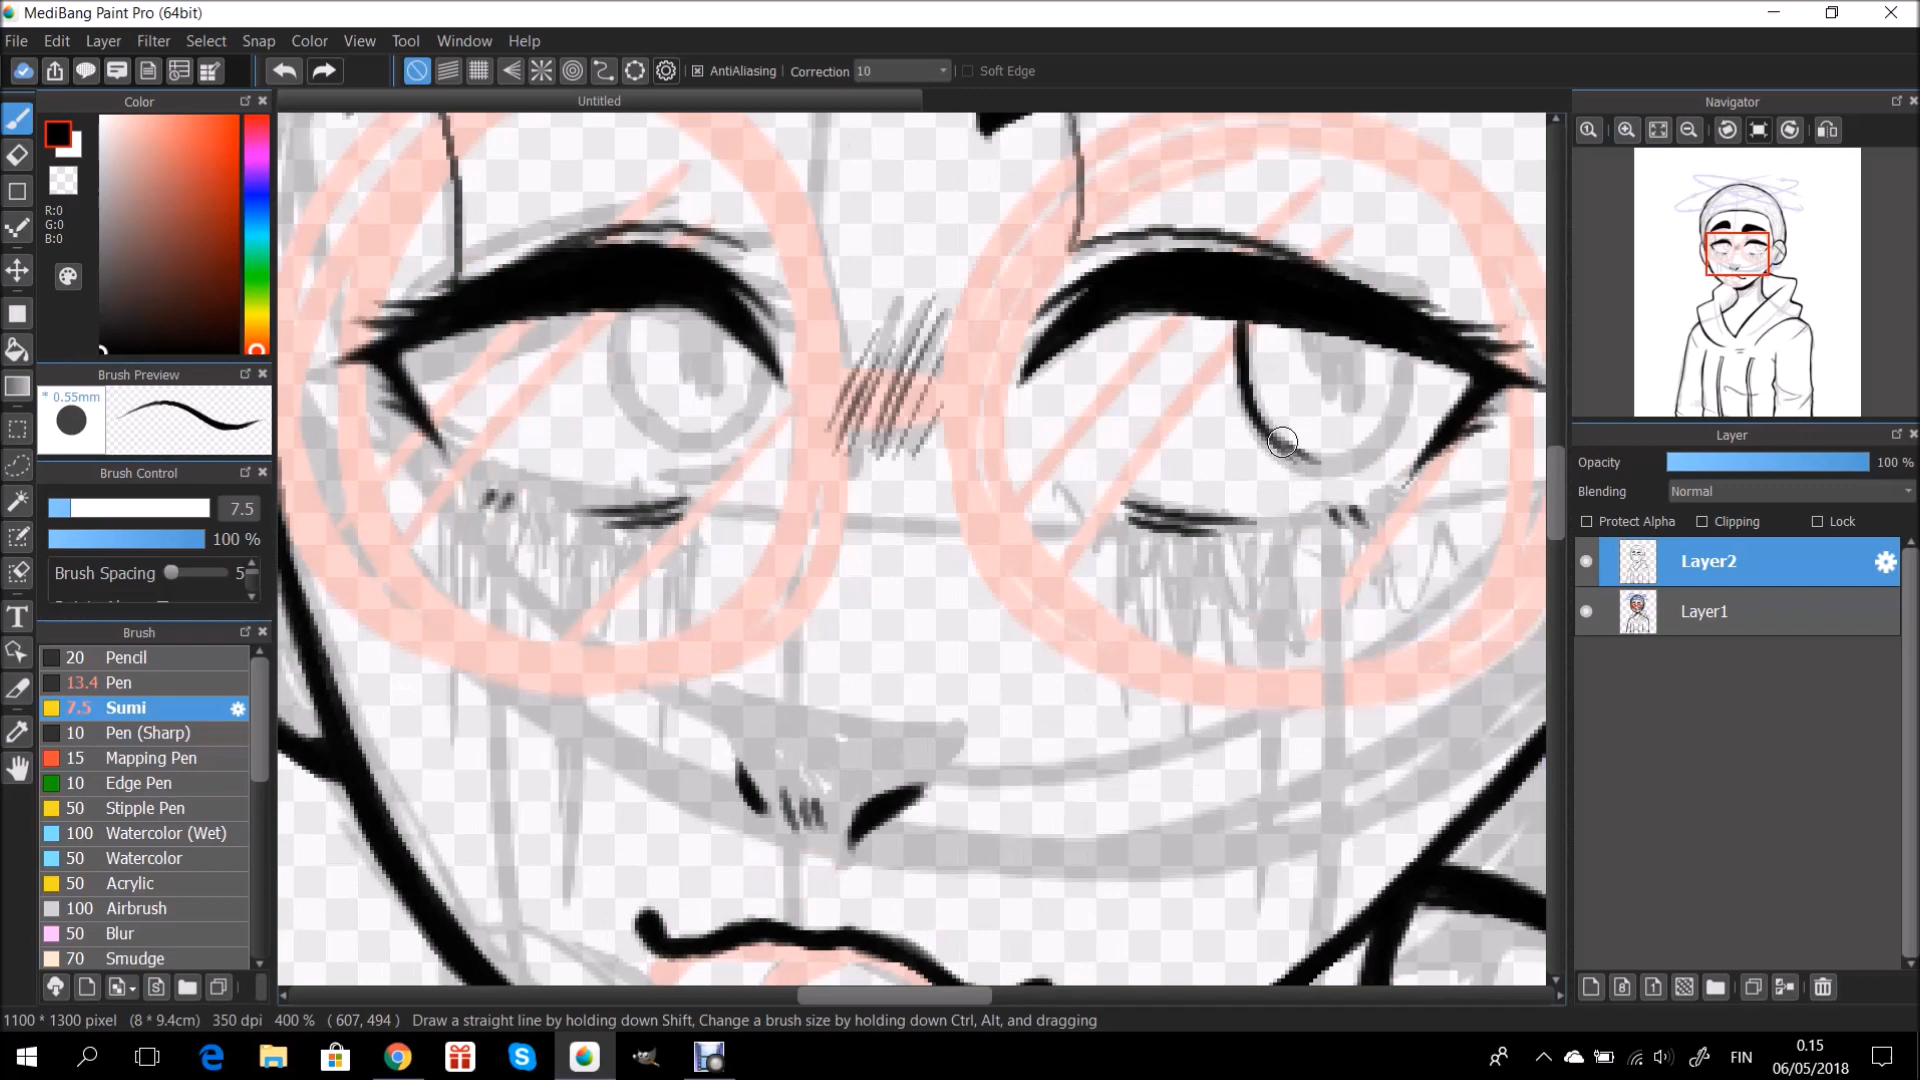 MediBang Paint Pro (64bit)
File Edit Layer Filter Select Snap Color View Tool Window Help
AntiAliasing Correction 10 Soft Edge
Color
Untitled
Navigator
R:0
G:0
B:0
Brush Preview
* 0.55mm
Brush Control
7.5
100 %
Brush Spacing 5
Brush
20 Pencil
13.4 Pen
7.5 Sumi
10 Pen (Sharp)
15 Mapping Pen
10 Edge Pen
50 Stipple Pen
100 Watercolor (Wet)
50 Watercolor
50 Acrylic
100 Airbrush
50 Blur
70 Smudge
Layer
Opacity 100 %
Blending Normal
Protect Alpha Clipping Lock
Layer2
Layer1
1100 * 1300 pixel (8 * 9.4cm) 350 dpi 400 % ( 607, 494 ) Draw a straight line by holding down Shift, Change a brush size by holding down Ctrl, Alt, and dragging
FIN
0.15
06/05/2018